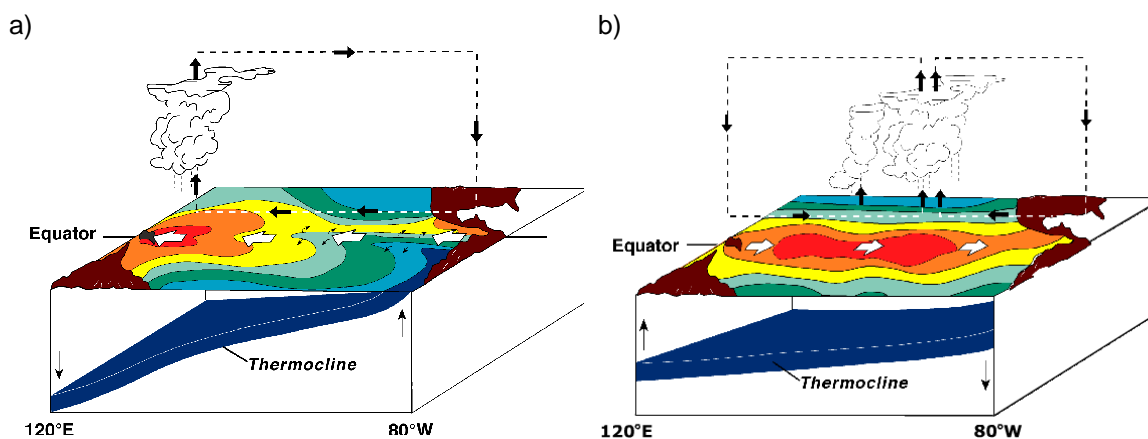 a)
Equator
Thermocline
120°E 80°W
b)
Equator
Thermocline
120°E 80°W